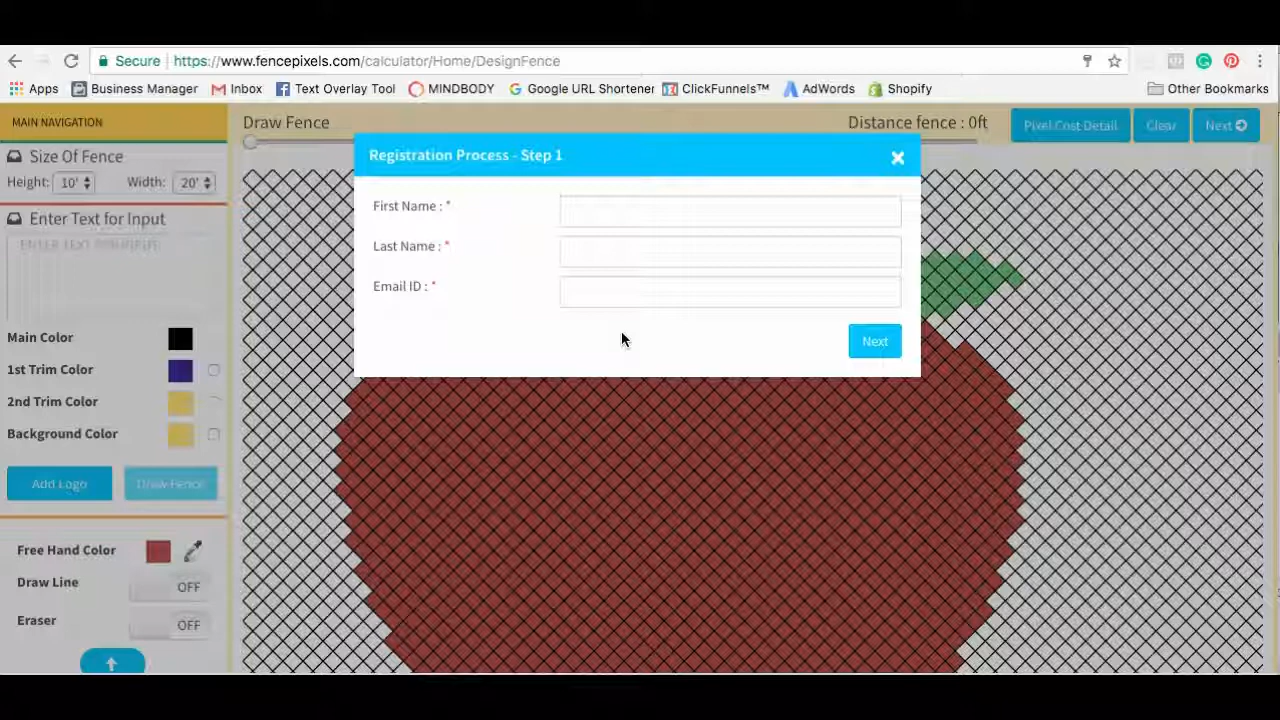 Secure https://www.fencepixels.com/calculator/Home/DesignFence
Apps Business Manager Inbox Text Overlay Tool MINDBODY Google URL Shortener ClickFunnels™ AdWords Shopify Other Bookmarks
MAIN NAVIGATION
Draw Fence
Distance fence : 0ft
Pixel Cost Detail
Clear
Next
Size Of Fence
Height: 10' Width: 20'
Enter Text for Input
ENTER TEXT FOR INPUT
Main Color
1st Trim Color
2nd Trim Color
Background Color
Add Logo
Draw Fence
Free Hand Color
Draw Line OFF
Eraser OFF
Registration Process - Step 1
×
First Name : *
Last Name : *
Email ID : *
Next